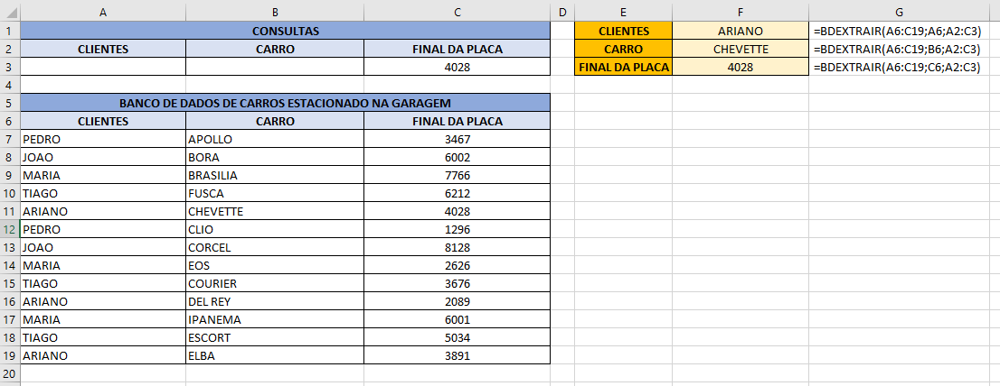 A B C D E F G
1 CONSULTAS CLIENTES ARIANO =BDEXTRAIR(A6:C19;A6;A2:C3)
2 CLIENTES CARRO FINAL DA PLACA CARRO CHEVETTE =BDEXTRAIR(A6:C19;B6;A2:C3)
3 4028 FINAL DA PLACA 4028 =BDEXTRAIR(A6:C19;C6;A2:C3)
4
5 BANCO DE DADOS DE CARROS ESTACIONADO NA GARAGEM
6 CLIENTES CARRO FINAL DA PLACA
7 PEDRO APOLLO 3467
8 JOAO BORA 6002
9 MARIA BRASILIA 7766
10 TIAGO FUSCA 6212
11 ARIANO CHEVETTE 4028
12 PEDRO CLIO 1296
13 JOAO CORCEL 8128
14 MARIA EOS 2626
15 TIAGO COURIER 3676
16 ARIANO DEL REY 2089
17 MARIA IPANEMA 6001
18 TIAGO ESCORT 5034
19 ARIANO ELBA 3891
20